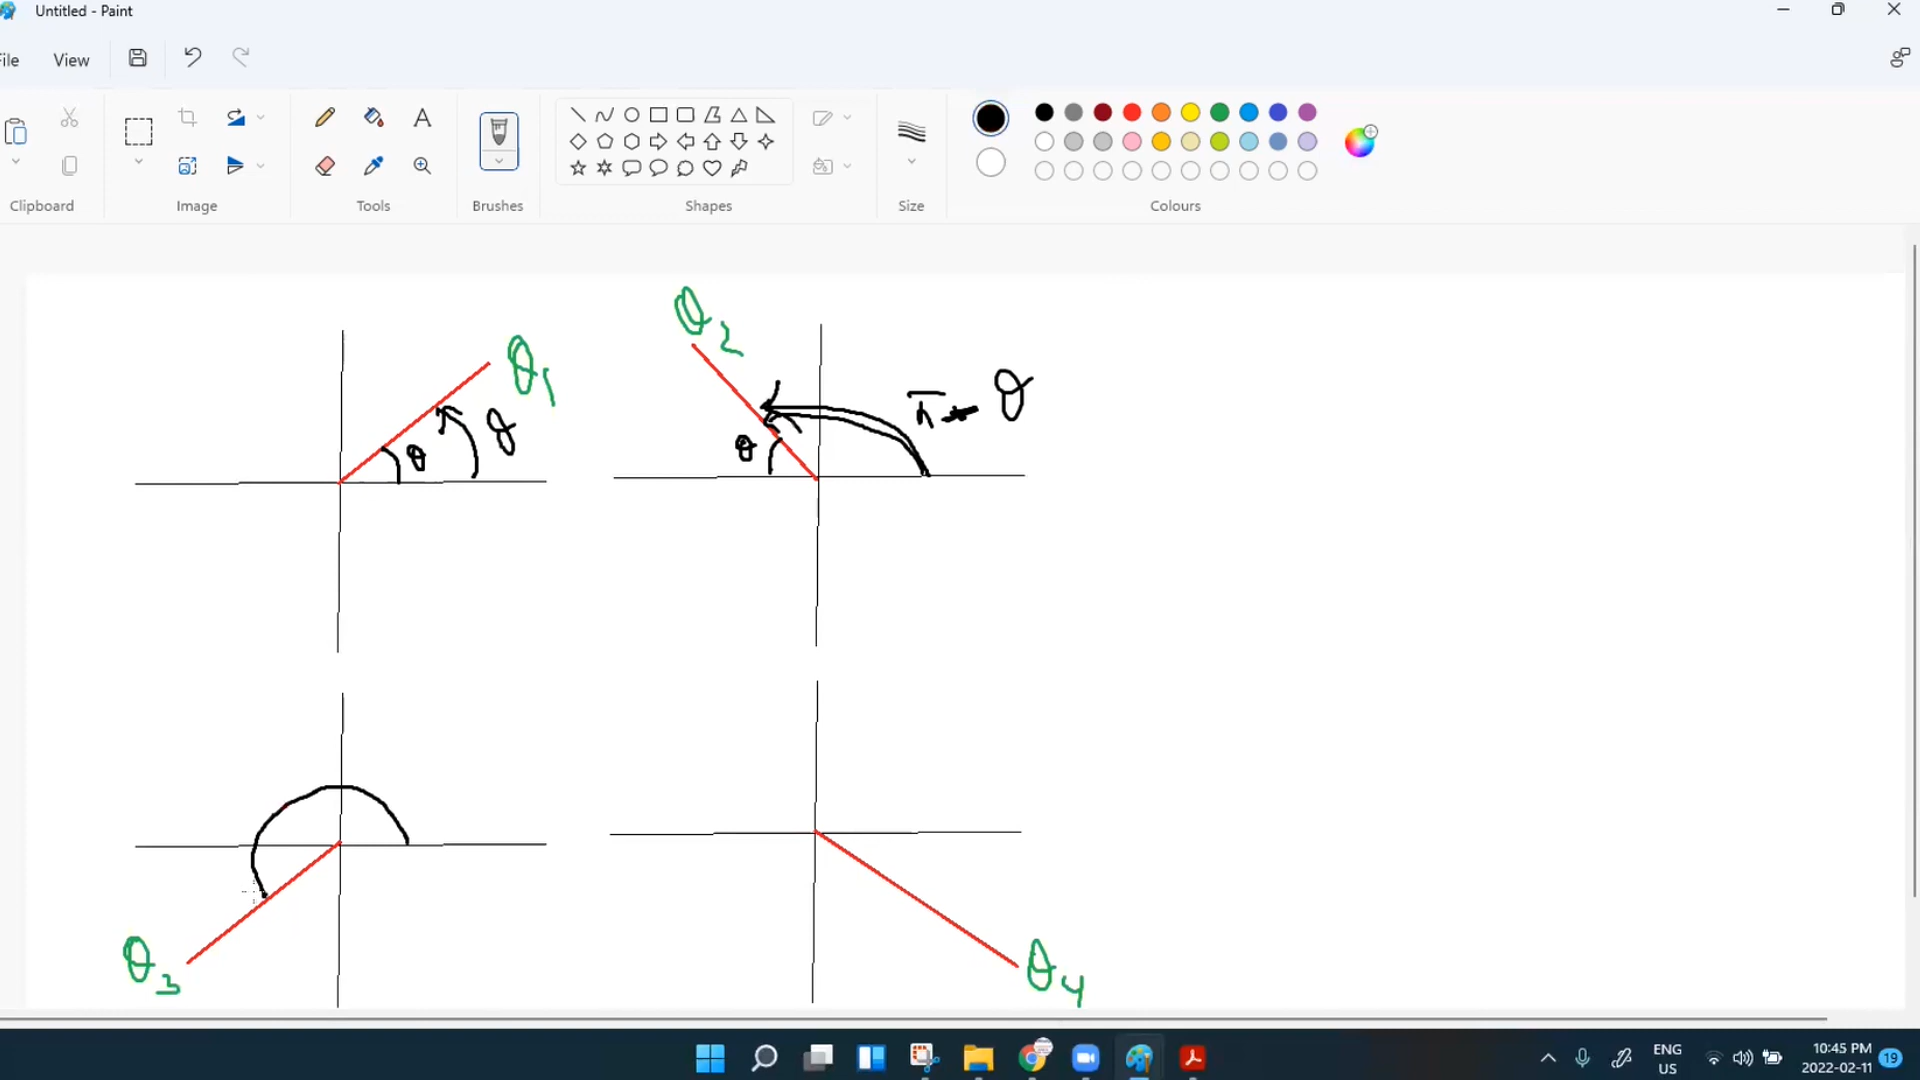 Untitled - Paint
File View
Clipboard Image Tools Brushes Shapes Size Colours
θ2
θ1
θ
θ
θ
π - θ
θ3
θ4
ENG
US
10:45 PM
2022-02-11
19